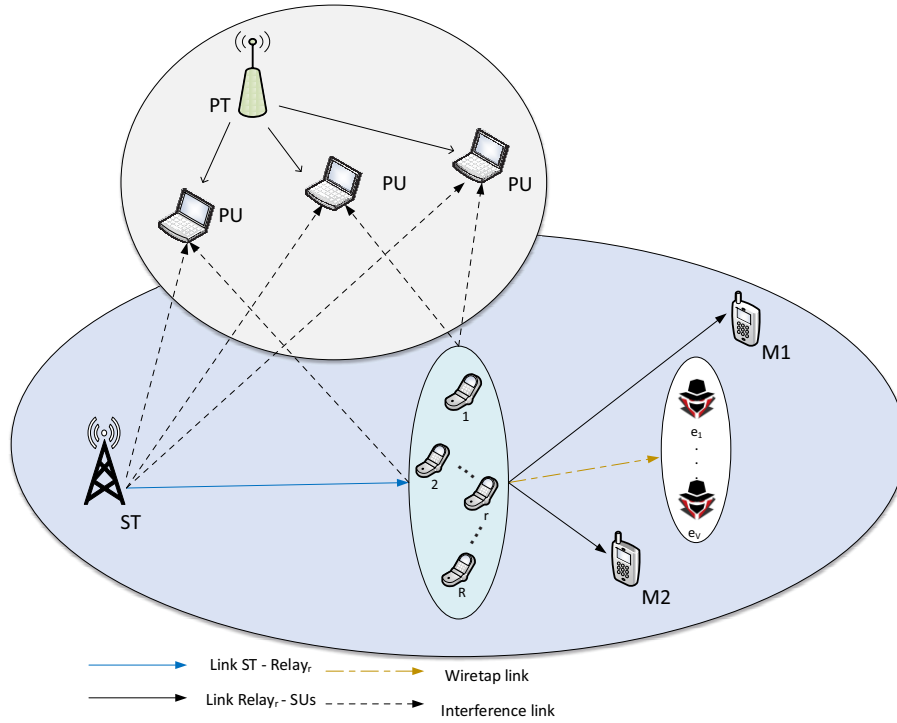 PT
PU
PU
PU
M1
1
e₁
.
.
.
2
r
eᵥ
ST
R
M2
Link ST - Relayᵣ
Wiretap link
Link Relayᵣ - SUs
Interference link